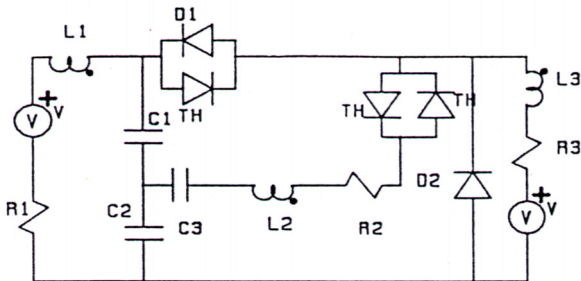 D1
L1
+
V
V
TH
C1
TH
TH
L3
R3
+
V
V
R1
C2
C3
L2
R2
D2